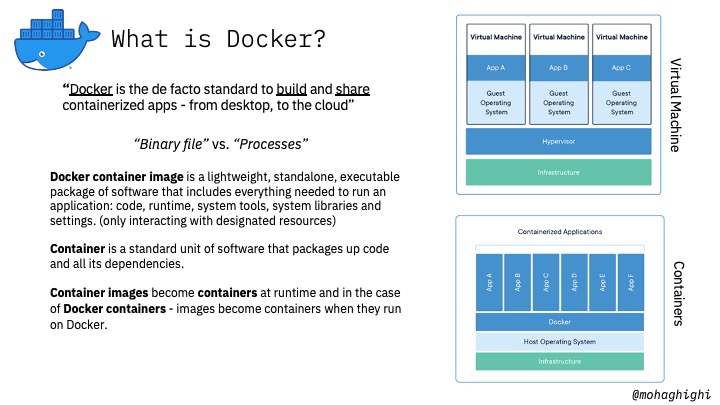 What is Docker?
“Docker is the de facto standard to build and share
containerized apps - from desktop, to the cloud”
“Binary file” vs. “Processes”
Docker container image is a lightweight, standalone, executable
package of software that includes everything needed to run an
application: code, runtime, system tools, system libraries and
settings. (only interacting with designated resources)
Container is a standard unit of software that packages up code
and all its dependencies.
Container images become containers at runtime and in the case
of Docker containers - images become containers when they run
on Docker.
Virtual Machine
Virtual Machine
Virtual Machine
App A
App B
App C
Guest
Operating
System
Guest
Operating
System
Guest
Operating
System
Hypervisor
Infrastructure
Virtual Machine
Containerized Applications
App A
App B
App C
App D
App E
App F
Docker
Host Operating System
Infrastructure
Containers
@mohaghighi